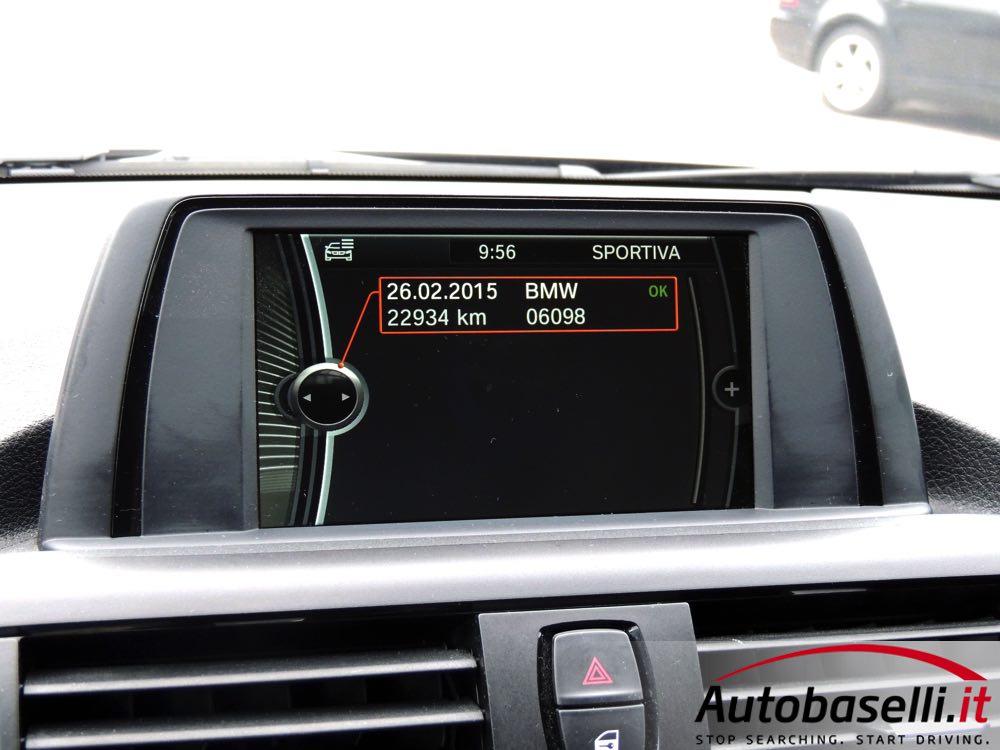 9:56 SPORTIVA
26.02.2015 BMW OK
22934 km 06098
Autobaselli.it
STOP SEARCHING. START DRIVING.